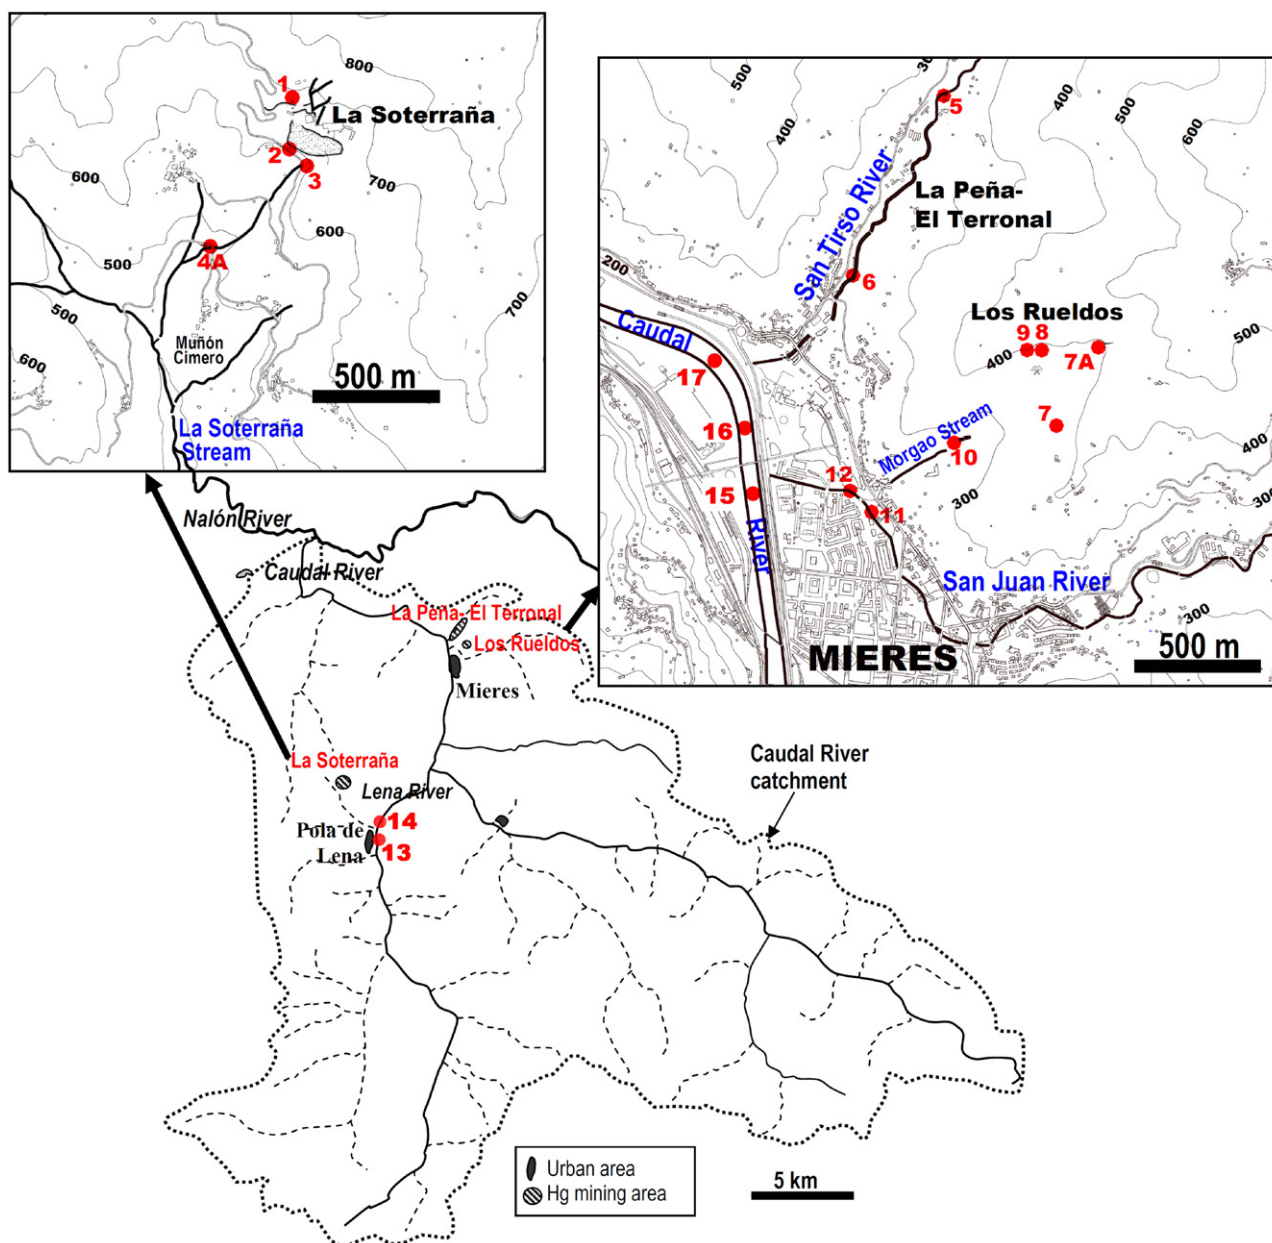 800
1
La Soterraña
2
3
600
700
600
4A
500
500
700
Muñón
Cimero
600
500 m
La Soterraña
Stream
500
300
400
500
5
600
400
La Peña-
El Terronal
San Tirso River
200
6
Los Rueldos
500
9
8
400
7A
Caudal
17
7
16
Morgao Stream
10
400
12
15
300
300
11
River
San Juan River
300
MIERES
500 m
Nalón River
Caudal River
La Peña- El Terronal
Los Rueldos
Mieres
La Soterraña
Lena River
Caudal River
catchment
14
Pola de
Lena
13
Urban area
Hg mining area
5 km